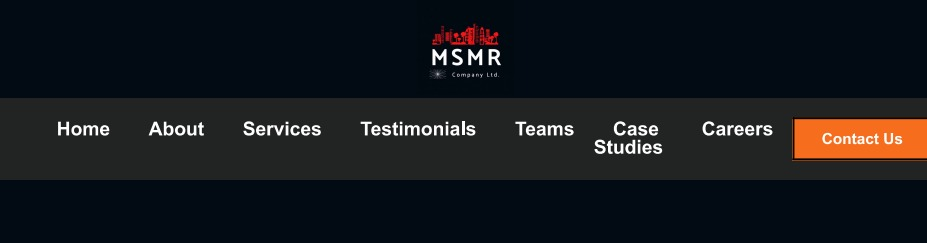 MSMR
Company Ltd.
Home About Services Testimonials Teams Case Studies Careers Contact Us